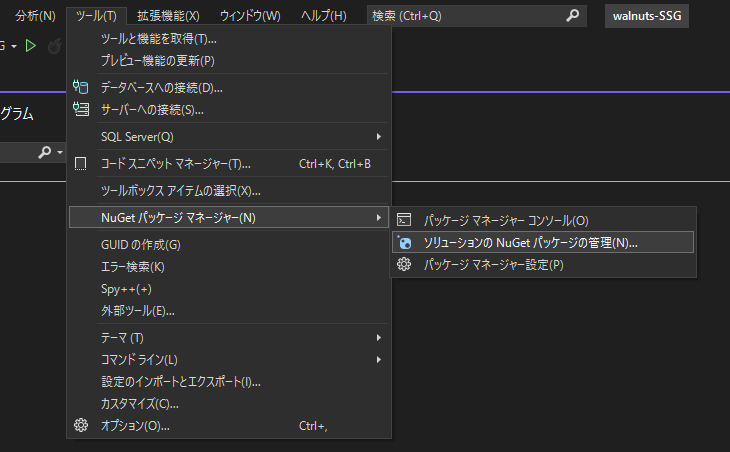 分析(N) ツール(T) 拡張機能(X) ウィンドウ(W) ヘルプ(H) 検索 (Ctrl+Q) walnuts-SSG
G
グラム
ツールと機能を取得(T)...
プレビュー機能の更新(P)
データベースへの接続(D)...
サーバーへの接続(S)...
SQL Server(Q)
コード スニペット マネージャー(T)... Ctrl+K, Ctrl+B
ツールボックス アイテムの選択(X)...
NuGet パッケージ マネージャー(N)
パッケージ マネージャー コンソール(O)
ソリューションの NuGet パッケージの管理(N)...
パッケージ マネージャー設定(P)
GUID の作成(G)
エラー検索(K)
Spy++(+)
外部ツール(E)...
テーマ (T)
コマンド ライン(L)
設定のインポートとエクスポート(I)...
カスタマイズ(C)...
オプション(O)... Ctrl+,